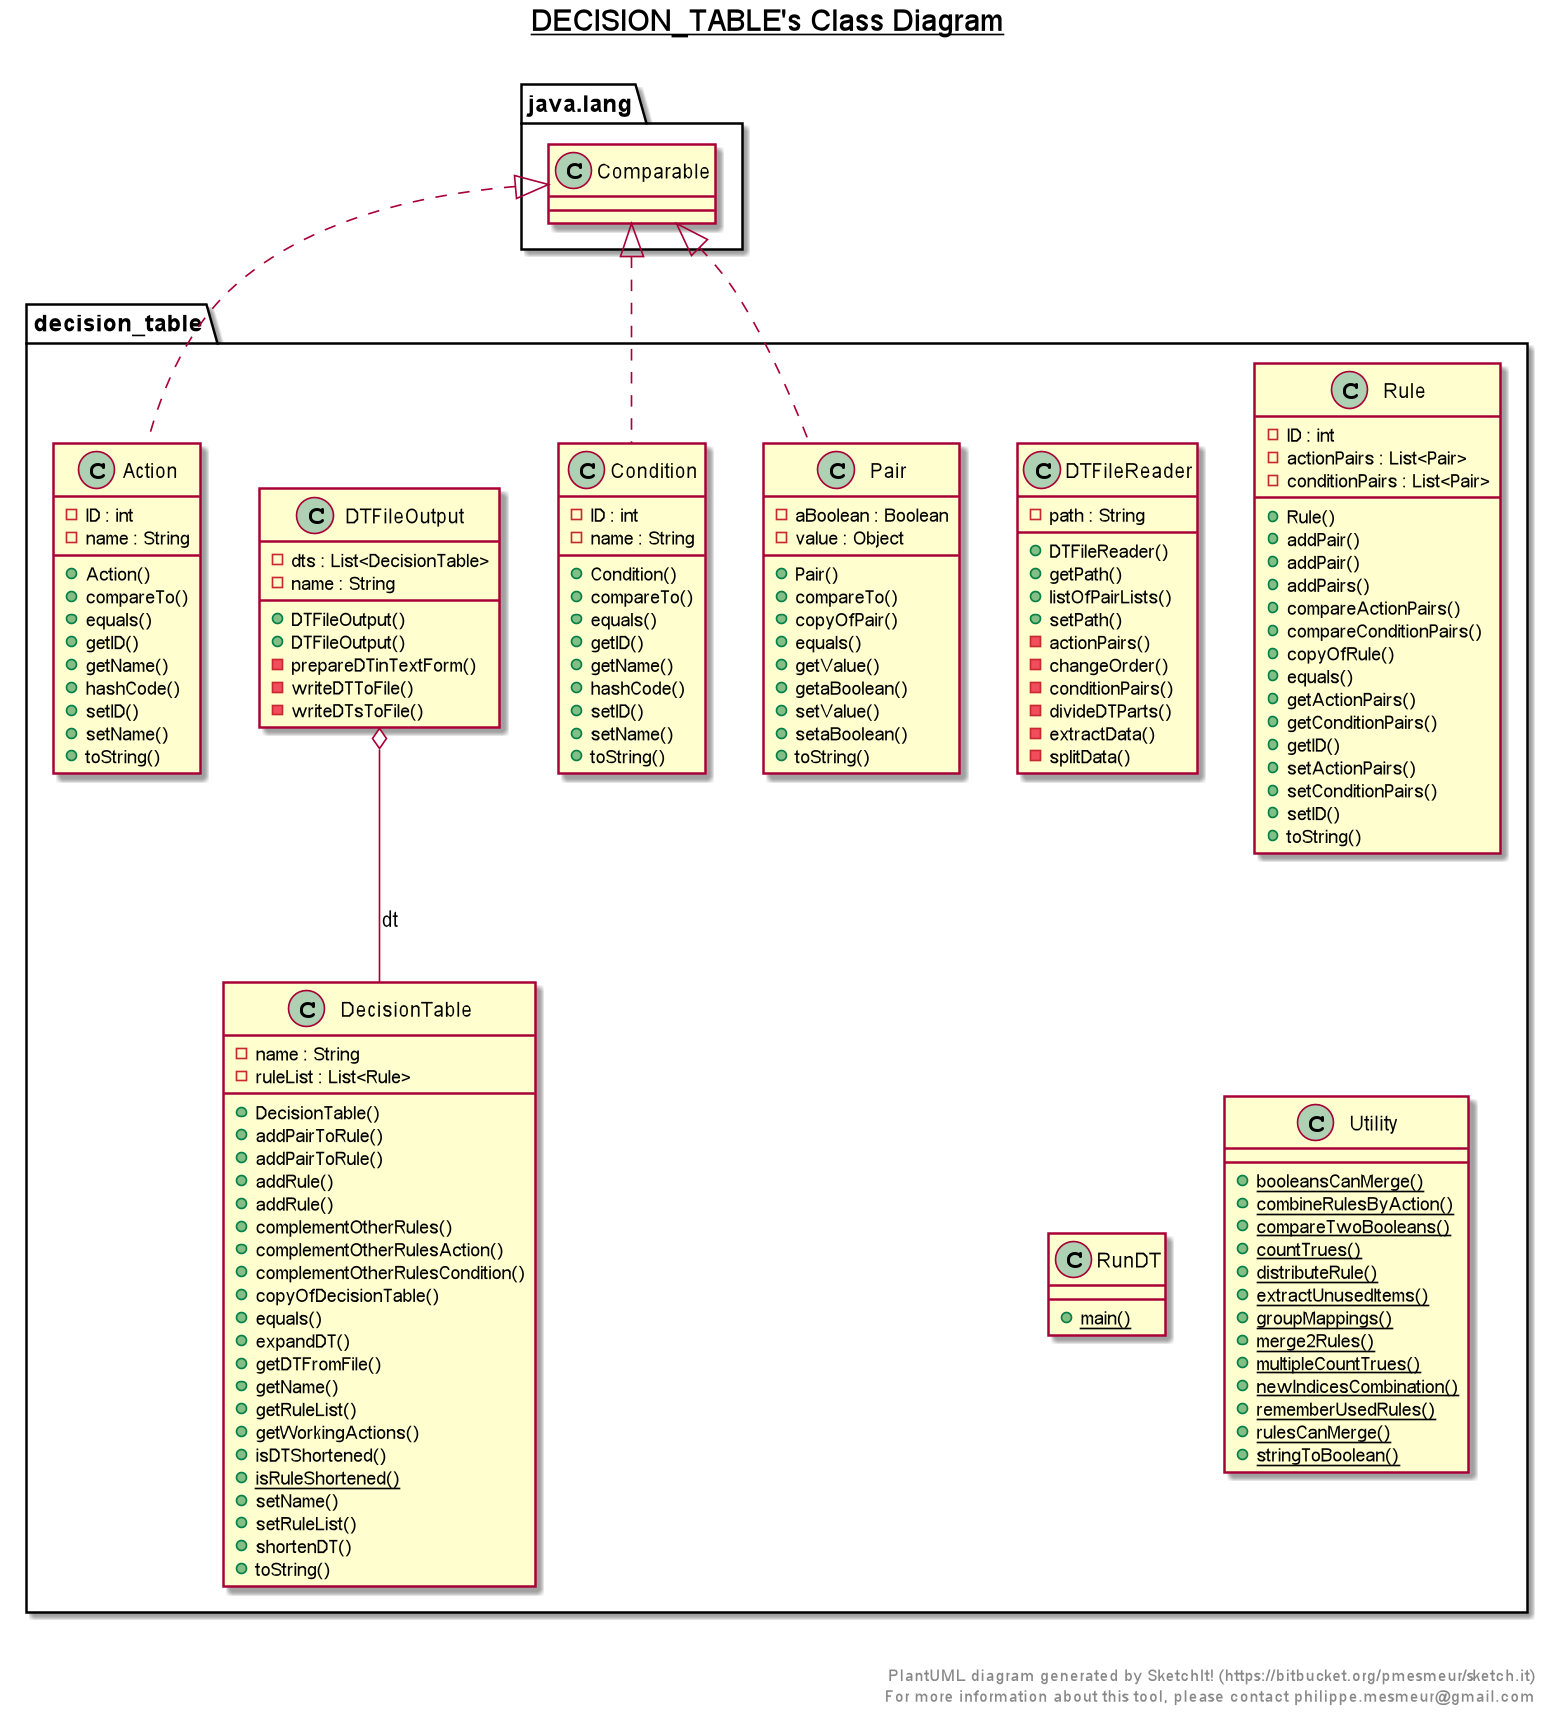 DECISION_TABLE's Class Diagram
java.lang
C Comparable
decision_table
C Action
ID : int
name : String
Action()
compareTo()
equals()
getID()
getName()
hashCode()
setID()
setName()
toString()
C DTFileOutput
dts : List<DecisionTable>
name : String
DTFileOutput()
DTFileOutput()
prepareDTinTextForm()
writeDTToFile()
writeDTsToFile()
C Condition
ID : int
name : String
Condition()
compareTo()
equals()
getID()
getName()
hashCode()
setID()
setName()
toString()
C Pair
aBoolean : Boolean
value : Object
Pair()
compareTo()
copyOfPair()
equals()
getValue()
getaBoolean()
setValue()
setaBoolean()
toString()
C DTFileReader
path : String
DTFileReader()
getPath()
listOfPairLists()
setPath()
actionPairs()
changeOrder()
conditionPairs()
divideDTParts()
extractData()
splitData()
C Rule
ID : int
actionPairs : List<Pair>
conditionPairs : List<Pair>
Rule()
addPair()
addPair()
addPairs()
compareActionPairs()
compareConditionPairs()
copyOfRule()
equals()
getActionPairs()
getConditionPairs()
getID()
setActionPairs()
setConditionPairs()
setID()
toString()
dt
C DecisionTable
name : String
ruleList : List<Rule>
DecisionTable()
addPairToRule()
addPairToRule()
addRule()
addRule()
complementOtherRules()
complementOtherRulesAction()
complementOtherRulesCondition()
copyOfDecisionTable()
equals()
expandDT()
getDTFromFile()
getName()
getRuleList()
getWorkingActions()
isDTShortened()
isRuleShortened()
setName()
setRuleList()
shortenDT()
toString()
C RunDT
main()
C Utility
booleansCanMerge()
combineRulesByAction()
compareTwoBooleans()
countTrues()
distributeRule()
extractUnusedItems()
groupMappings()
merge2Rules()
multipleCountTrues()
newIndicesCombination()
rememberUsedRules()
rulesCanMerge()
stringToBoolean()
PlantUML diagram generated by SketchIt! (https://bitbucket.org/pmesmeur/sketch.it)
For more information about this tool, please contact philippe.mesmeur@gmail.com